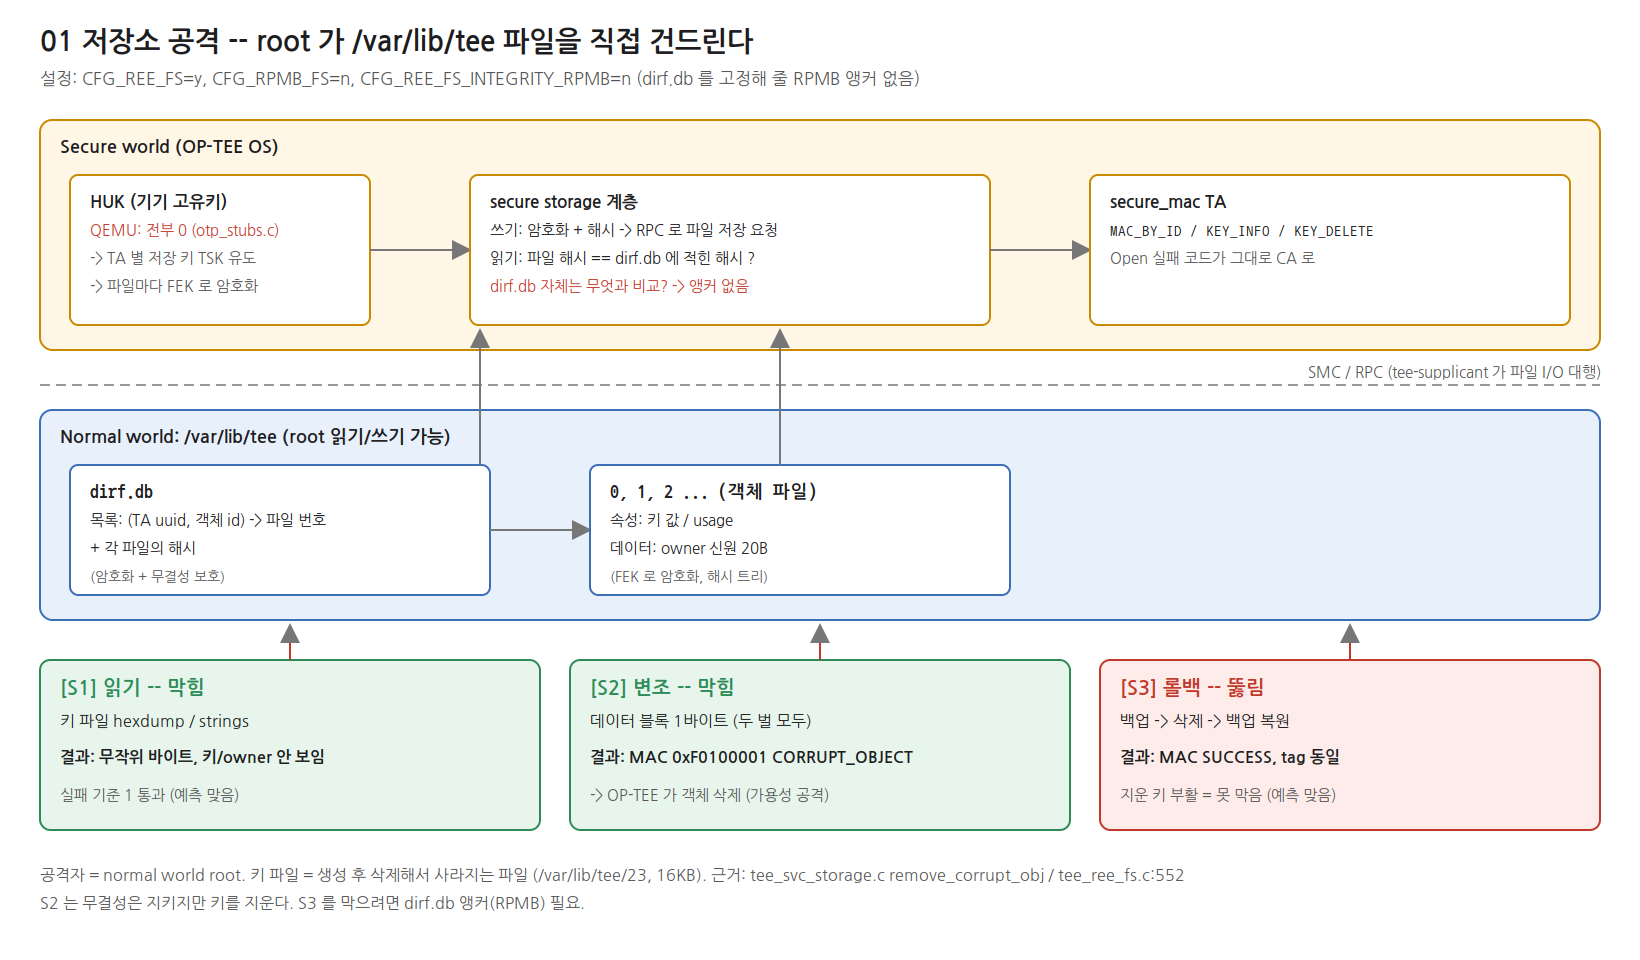 01 저장소 공격 -- root 가 /var/lib/tee 파일을 직접 건드린다
설정: CFG_REE_FS=y, CFG_RPMB_FS=n, CFG_REE_FS_INTEGRITY_RPMB=n (dirf.db 를 고정해 줄 RPMB 앵커 없음)
Secure world (OP-TEE OS)
HUK (기기 고유키)
QEMU: 전부 0 (otp_stubs.c)
-> TA 별 저장 키 TSK 유도
-> 파일마다 FEK 로 암호화
secure storage 계층
쓰기: 암호화 + 해시 -> RPC 로 파일 저장 요청
읽기: 파일 해시 == dirf.db 에 적힌 해시 ?
dirf.db 자체는 무엇과 비교? -> 앵커 없음
secure_mac TA
MAC_BY_ID / KEY_INFO / KEY_DELETE
Open 실패 코드가 그대로 CA 로
SMC / RPC (tee-supplicant 가 파일 I/O 대행)
Normal world: /var/lib/tee (root 읽기/쓰기 가능)
dirf.db
목록: (TA uuid, 객체 id) -> 파일 번호
+ 각 파일의 해시
(암호화 + 무결성 보호)
0, 1, 2 ... (객체 파일)
속성: 키 값 / usage
데이터: owner 신원 20B
(FEK 로 암호화, 해시 트리)
[S1] 읽기 -- 막힘
키 파일 hexdump / strings
결과: 무작위 바이트, 키/owner 안 보임
실패 기준 1 통과 (예측 맞음)
[S2] 변조 -- 막힘
데이터 블록 1바이트 (두 벌 모두)
결과: MAC 0xF0100001 CORRUPT_OBJECT
-> OP-TEE 가 객체 삭제 (가용성 공격)
[S3] 롤백 -- 뚫림
백업 -> 삭제 -> 백업 복원
결과: MAC SUCCESS, tag 동일
지운 키 부활 = 못 막음 (예측 맞음)
공격자 = normal world root. 키 파일 = 생성 후 삭제해서 사라지는 파일 (/var/lib/tee/23, 16KB). 근거: tee_svc_storage.c remove_corrupt_obj / tee_ree_fs.c:552
S2 는 무결성은 지키지만 키를 지운다. S3 를 막으려면 dirf.db 앵커(RPMB) 필요.